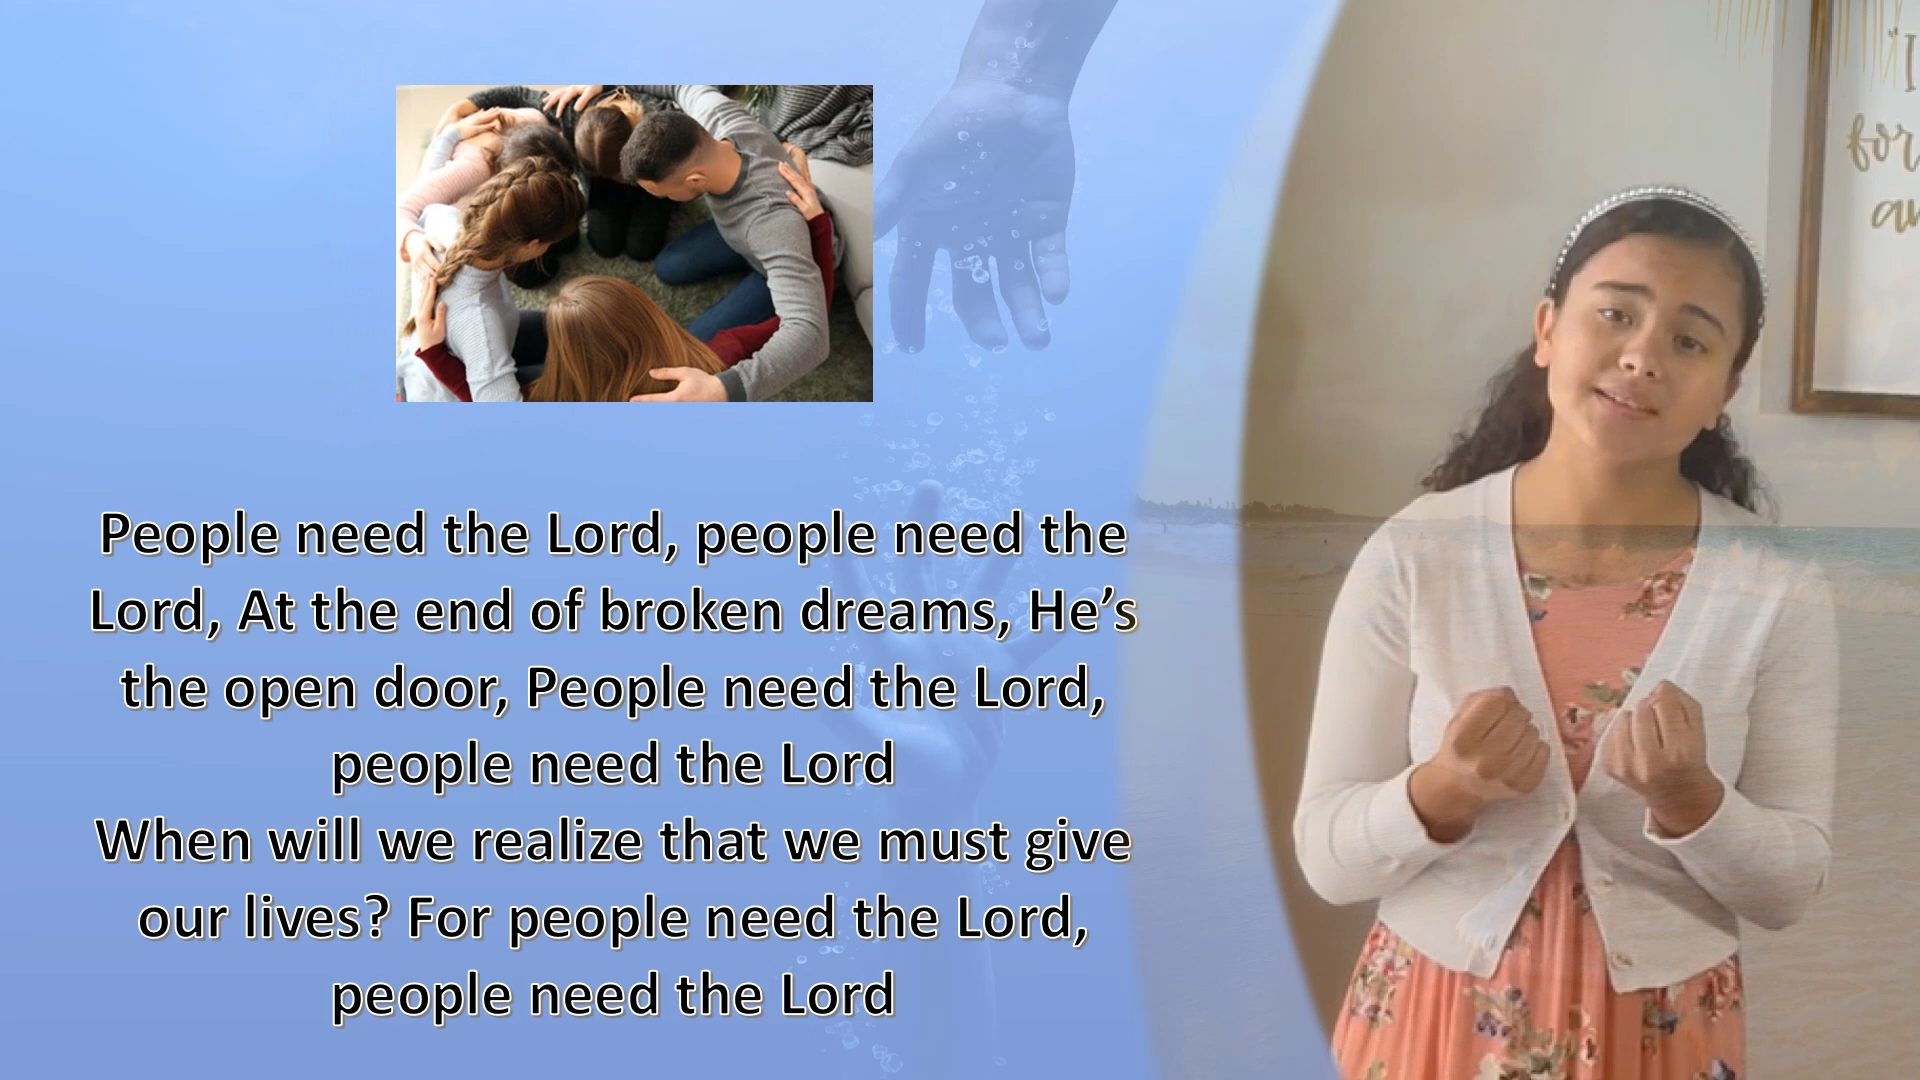 People need the Lord, people need the
Lord, At the end of broken dreams, He’s
the open door, People need the Lord,
people need the Lord
When will we realize that we must give
our lives? For people need the Lord,
people need the Lord
"I
for
an